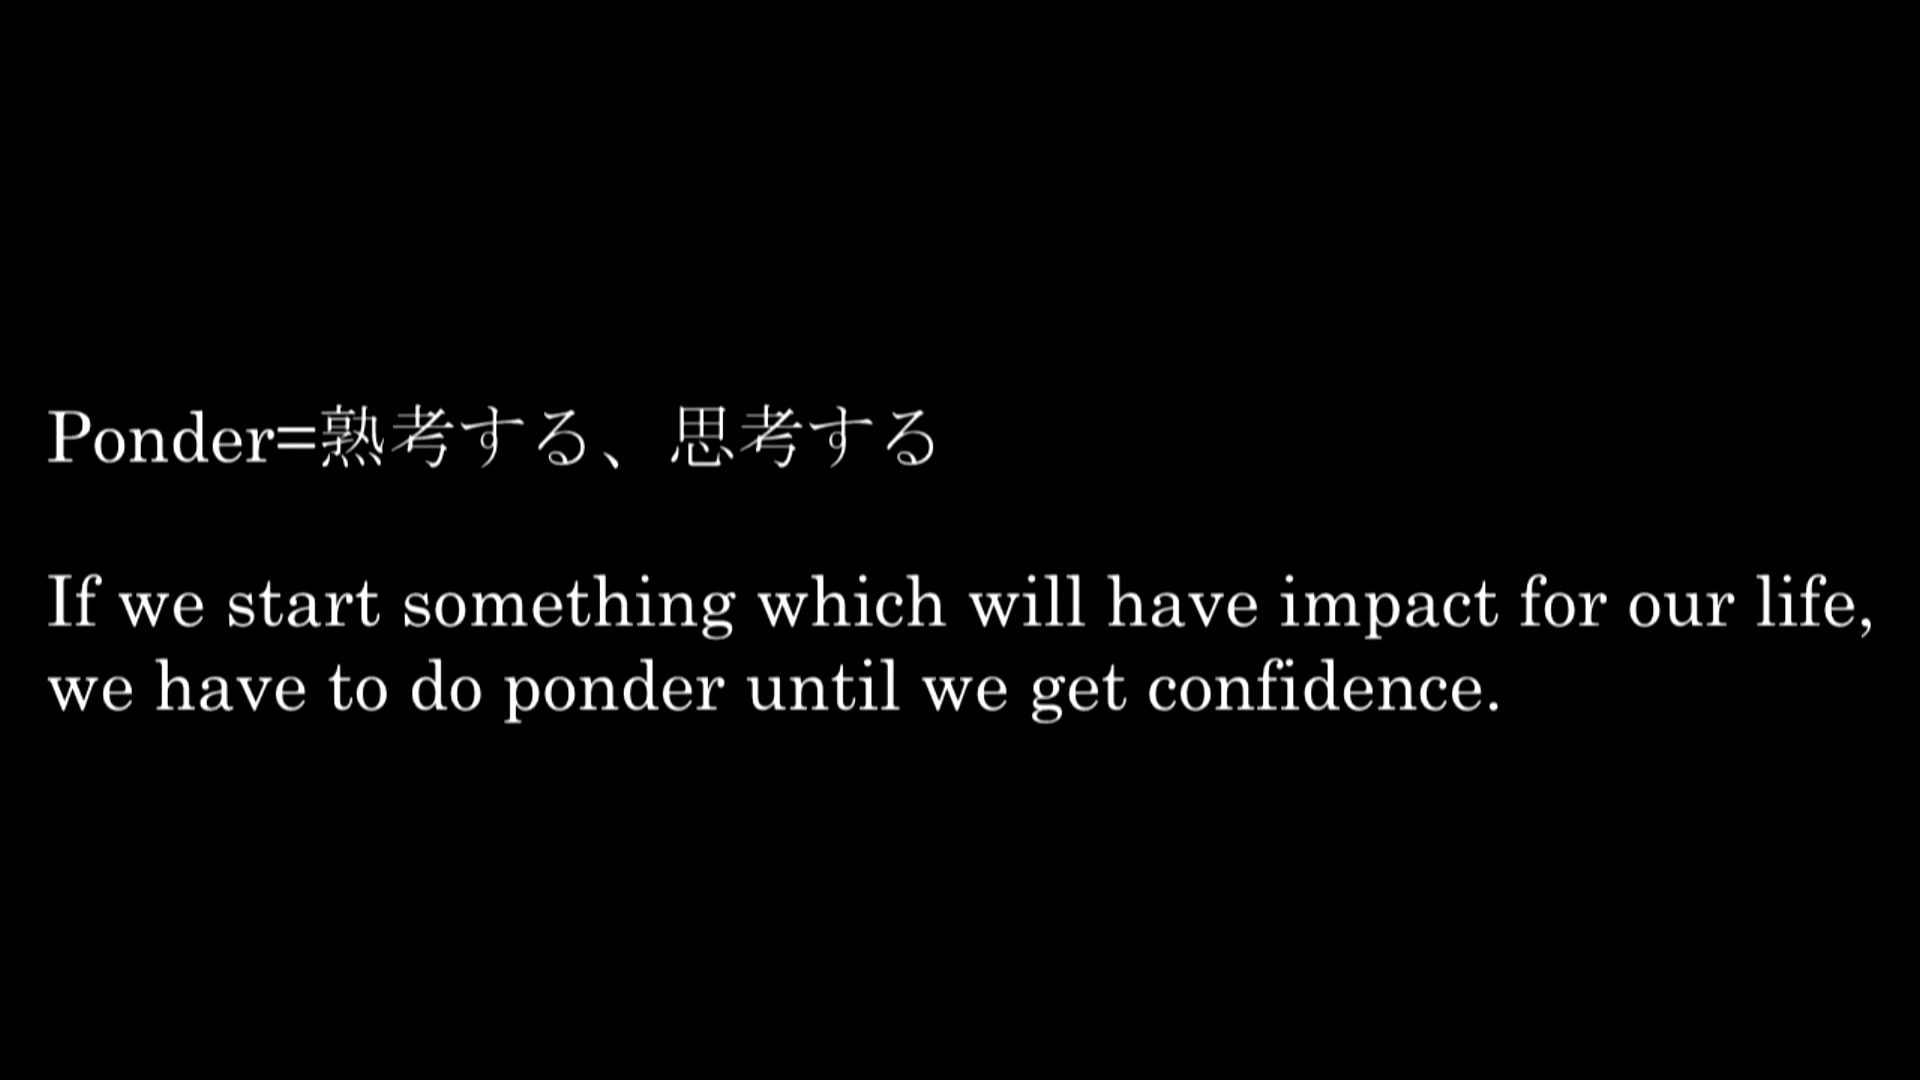 Ponder=熟考する、思考する
If we start something which will have impact for our life,
we have to do ponder until we get confidence.